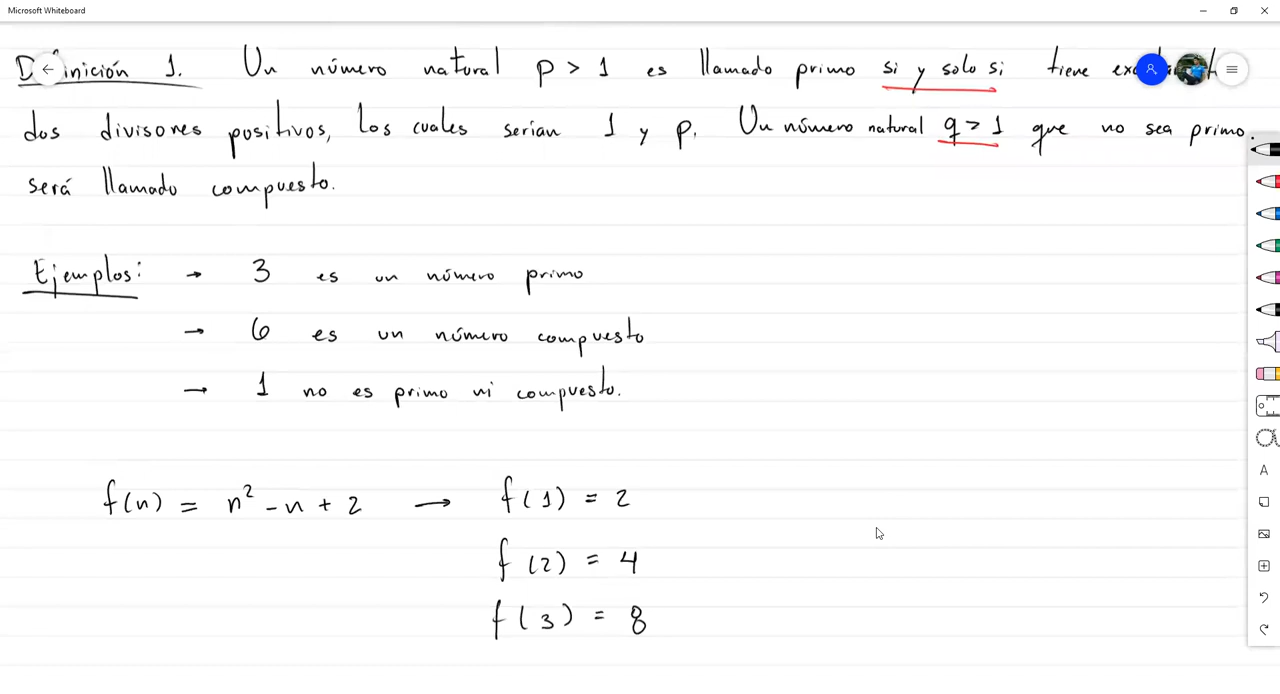 Microsoft Whiteboard
Definición 1. Un número natural p > 1 es llamado primo si y solo si tiene
dos divisores positivos, los cuales serían 1 y p. Un número natural q > 1 que no sea primo.
será llamado compuesto.
Ejemplos: → 3 es un número primo
→ 6 es un número compuesto
→ 1 no es primo ni compuesto.
f(n) = n² - n + 2 → f(1) = 2
f(2) = 4
f(3) = 8